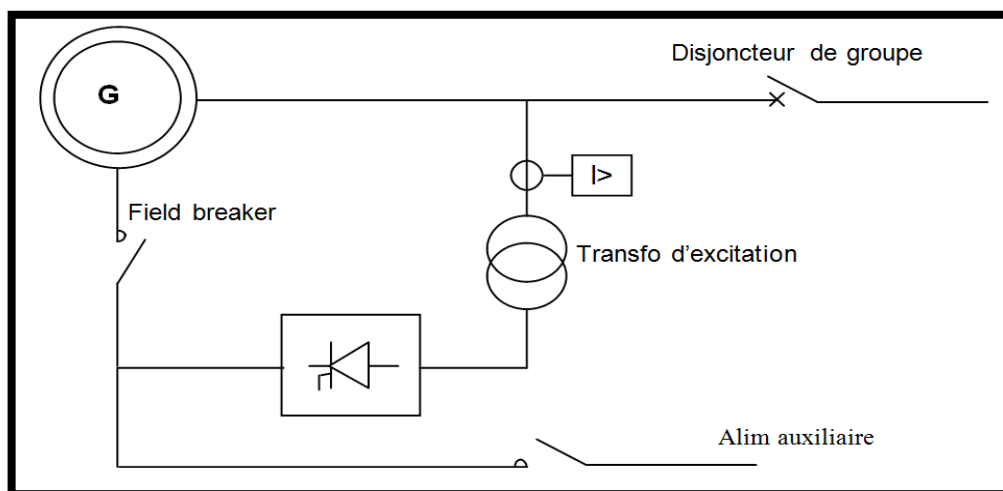 Disjoncteur de groupe
G
I>
Field breaker
Transfo d'excitation
Alim auxiliaire